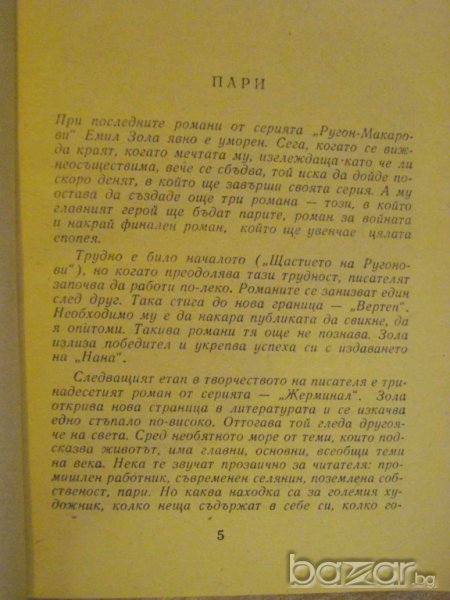 ПАРИ
При последните романи от серията „Ругон-Макаро-
ви“ Емил Зола явно е уморен. Сега, когато се виж-
да краят, когато мечтата му, изглеждаща като че ли
неосъществима, вече се сбъдва, той иска да дойде по-
скоро денят, в който ще завърши своята серия. А му
остава да създаде още три романа — този, в който
главният герой ще бъдат парите, роман за войната
и накрай финален роман, който ще увенчае цялата
епопея.
Трудно е било началото („Щастието на Ругоно-
ви“), но когато преодолява тази трудност, писателят
започва да работи по-леко. Романите се занизват един
след друг. Така стига до нова граница — „Вертеп“.
Необходимо му е да накара публиката да свикне, да
я опитоми. Такива романи тя още не познава. Зола
излиза победител и укрепва успеха си с издаването
на „Нана“.
Следващият етап в творчеството на писателя е три-
надесетият роман от серията — „Жерминал“. Зола
открива нова страница в литературата и се изкачва
едно стъпало по-високо. Оттогава той гледа другоя-
че на света. Сред необятното море от теми, които под-
сказва животът, има главни, основни, всеобщи теми
на века. Нека те звучат прозаично за читателя: про-
мишлен работник, съвременен селянин, поземлена соб-
ственост, пари. Но каква находка са за големия ху-
дожник, колко неща съдържат в себе си, колко го-
5
bazar.bg